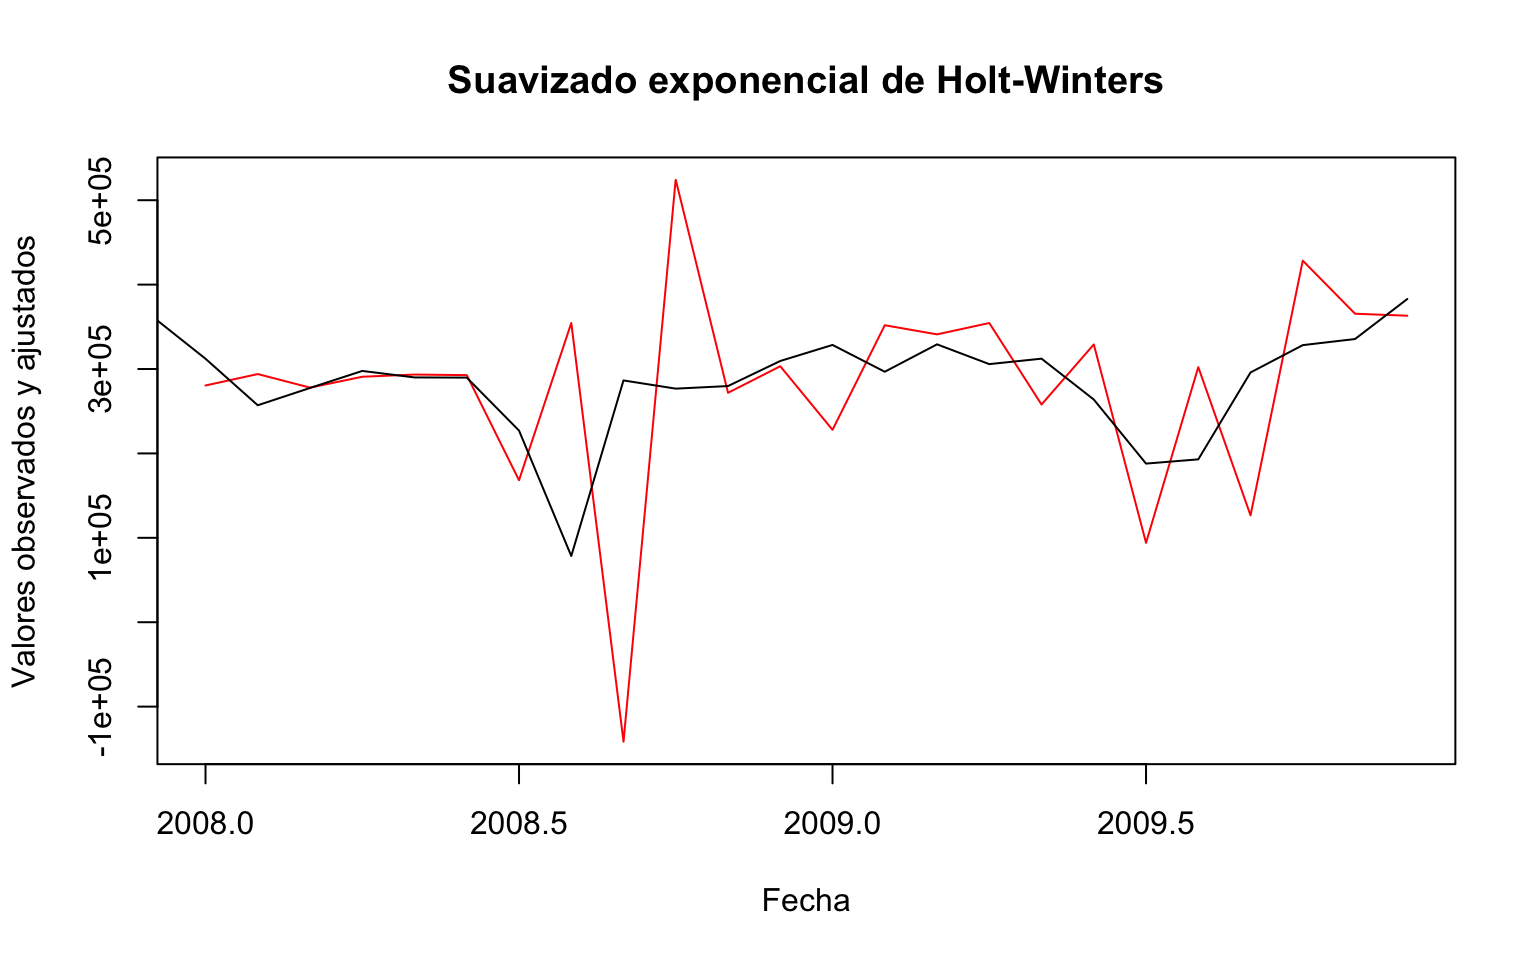 Suavizado exponencial de Holt-Winters
Valores observados y ajustados
5e+05
3e+05
1e+05
-1e+05
2008.0
2008.5
2009.0
2009.5
Fecha